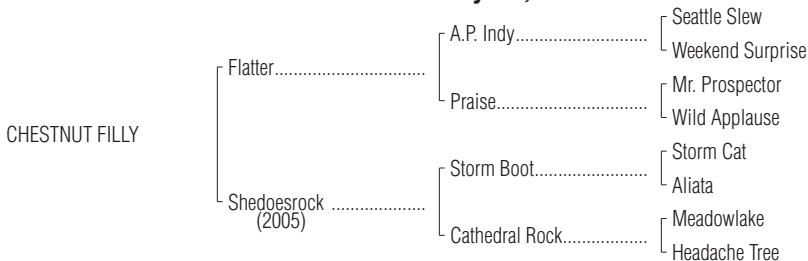 Seattle Slew
A.P. Indy
Weekend Surprise
Flatter
Mr. Prospector
Praise
Wild Applause
CHESTNUT FILLY
Storm Cat
Storm Boot
Aliata
Shedoesrock
(2005)
Meadowlake
Cathedral Rock
Headache Tree